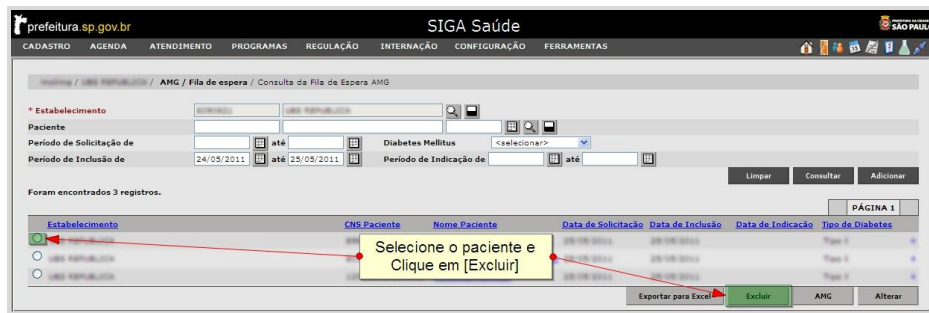 prefeitura.sp.gov.br SIGA Saúde SÃO PAULO
CADASTRO AGENDA ATENDIMENTO PROGRAMAS REGULAÇÃO INTERNAÇÃO CONFIGURAÇÃO FERRAMENTAS
/ / AMG / Fila de espera / Consulta da Fila de Espera AMG
* Estabelecimento
Paciente
Período de Solicitação de até Diabetes Mellitus <selecionar>
Período de Inclusão de 24/05/2011 até 25/05/2011 Período de Indicação de até
Limpar Consultar Adicionar
Foram encontrados 3 registros.
PÁGINA 1
Estabelecimento CNS Paciente Nome Paciente Data de Solicitação Data de Inclusão Data de Indicação Tipo de Diabetes
Selecione o paciente e
Clique em [Excluir]
Exportar para Excel Excluir AMG Alterar